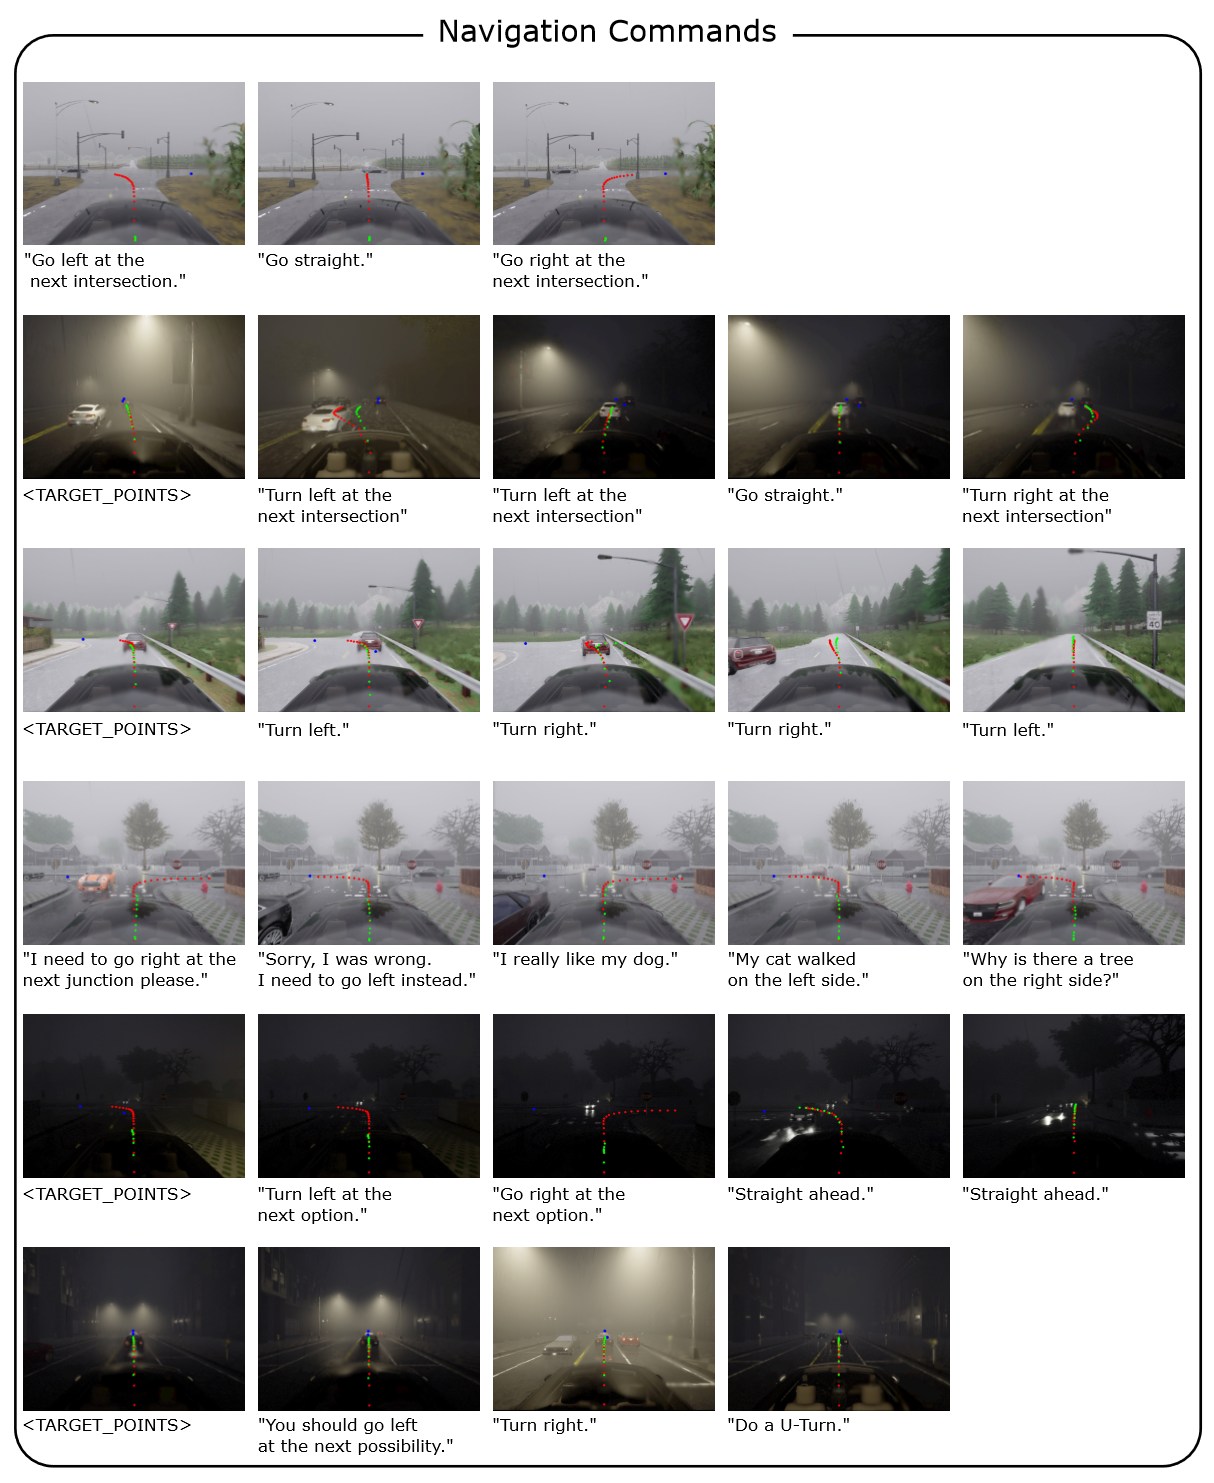 Navigation Commands
"Go left at the
next intersection."
"Go straight."
"Go right at the
next intersection."
<TARGET_POINTS>
"Turn left at the
next intersection"
"Turn left at the
next intersection"
"Go straight."
"Turn right at the
next intersection"
40
<TARGET_POINTS>
"Turn left."
"Turn right."
"Turn right."
"Turn left."
"I need to go right at the
next junction please."
"Sorry, I was wrong.
I need to go left instead."
"I really like my dog."
"My cat walked
on the left side."
"Why is there a tree
on the right side?"
<TARGET_POINTS>
"Turn left at the
next option."
"Go right at the
next option."
"Straight ahead."
"Straight ahead."
<TARGET_POINTS>
"You should go left
at the next possibility."
"Turn right."
"Do a U-Turn."